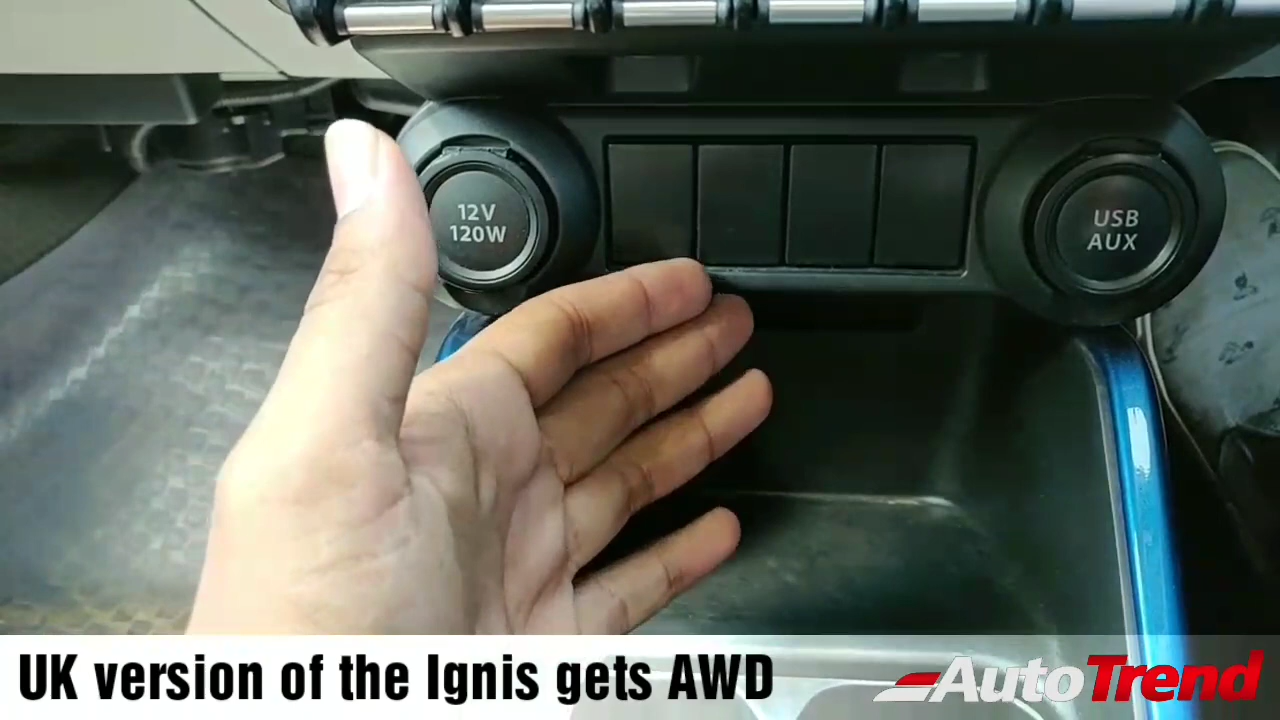 12V
120W
USB
AUX
UK version of the Ignis gets AWD
AutoTrend